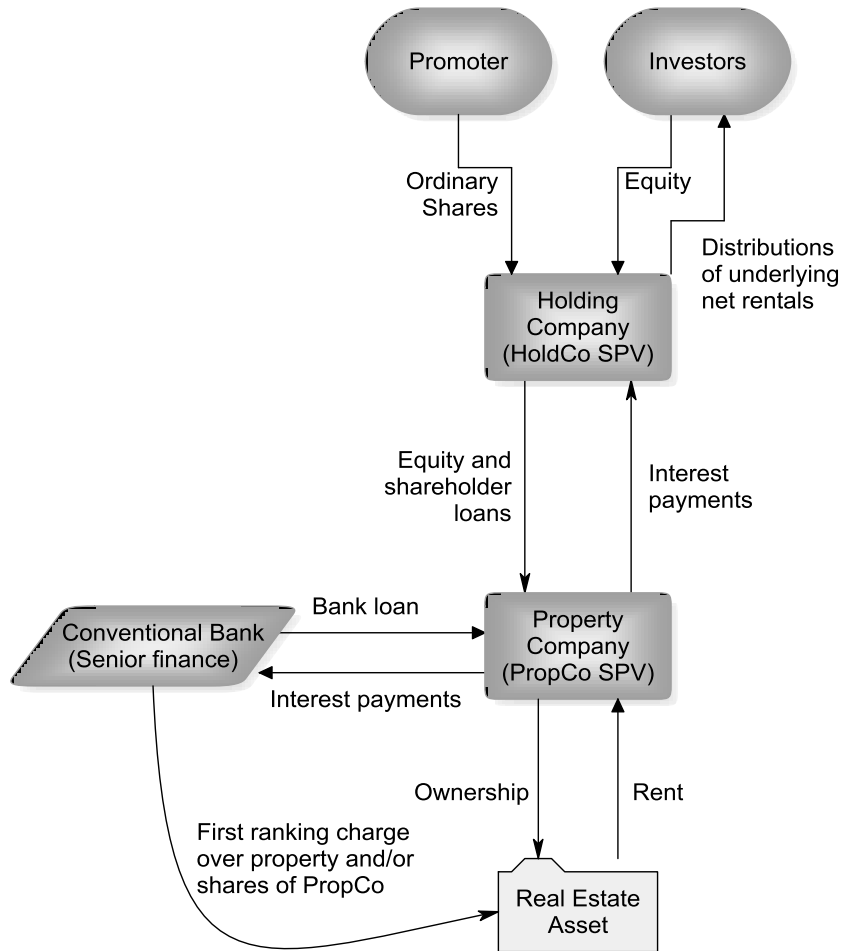 Promoter
Investors
Ordinary
Shares
Equity
Distributions
of underlying
net rentals
Holding
Company
(HoldCo SPV)
Equity and
shareholder
loans
Interest
payments
Bank loan
Conventional Bank
(Senior finance)
Property
Company
(PropCo SPV)
Interest payments
Ownership
Rent
First ranking charge
over property and/or
shares of PropCo
Real Estate
Asset